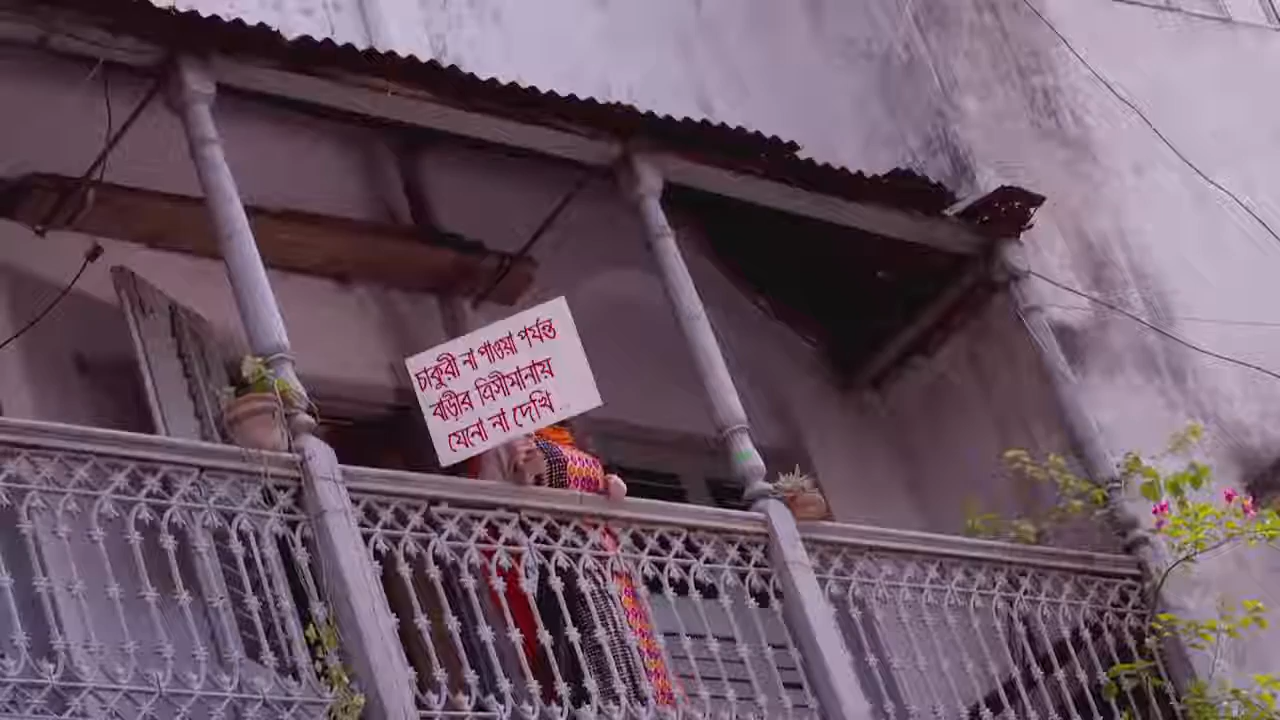 চাকুরী না পাওয়া পর্যন্ত
বাড়ীর ত্রিসীমানায়
যেনো না দেখি